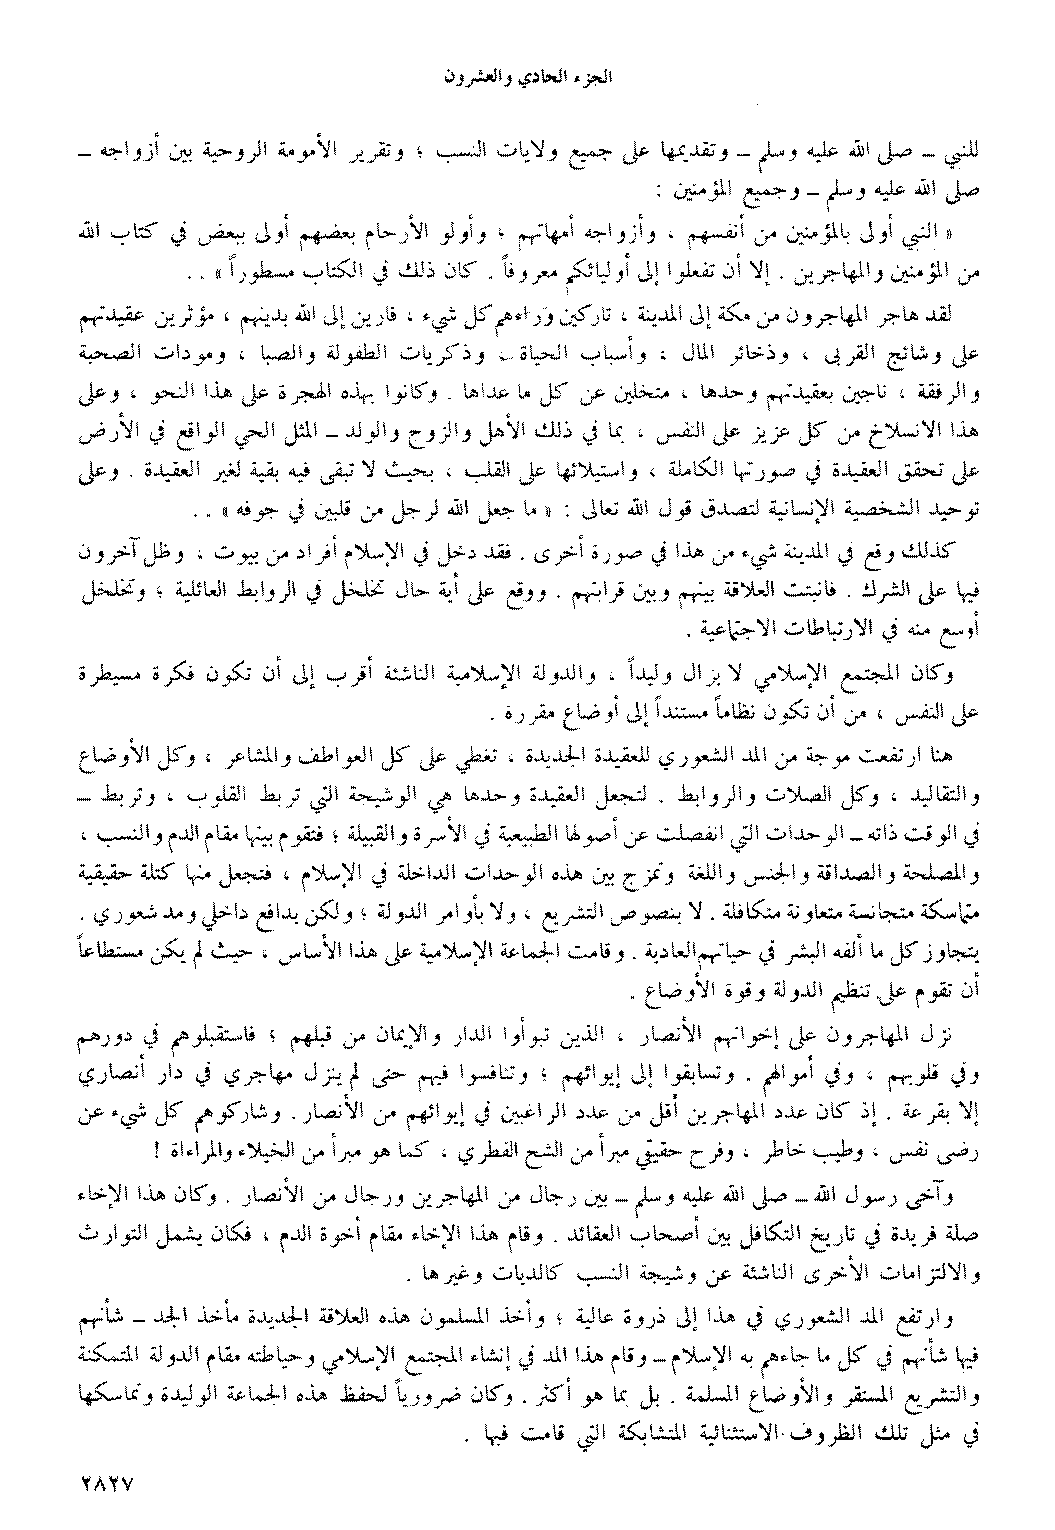 الجزء الحادي والعشرون
للنبي – صلى الله عليه وسلم – وتقديمها على جميع ولايات النسب ؛ وتقرير الأمومة الروحية بين أزواجه –
صلى الله عليه وسلم – وجميع المؤمنين :
« النبي أولى بالمؤمنين من أنفسهم ، وأزواجه أمهاتهم ؛ وأولو الأرحام بعضهم أولى ببعض في كتاب الله
من المؤمنين والمهاجرين . إلا أن تفعلوا إلى أوليائكم معروفاً . كان ذلك في الكتاب مسطوراً » . .
لقد هاجر المهاجرون من مكة إلى المدينة ، تاركين وراءهم كل شيء ، فارين إلى الله بدينهم ، مؤثرين عقيدتهم
على وشائج القربى ، وذخائر المال ، وأسباب الحياة ، وذكريات الطفولة والصبا ، ومودات الصحبة
والرفقة ، ناجين بعقيدتهم وحدها ، متخلين عن كل ما عداها . وكانوا بهذه الهجرة على هذا النحو ، وعلى
هذا الانسلاخ من كل عزيز على النفس ، بما في ذلك الأهل والزوج والولد – المثل الحي الواقع في الأرض
على تحقق العقيدة في صورتها الكاملة ، واستيلائها على القلب ، بحيث لا تبقى فيه بقية لغير العقيدة . وعلى
توحيد الشخصية الإنسانية لتصدق قول الله تعالى : « ما جعل الله لرجل من قلبين في جوفه » . .
كذلك وقع في المدينة شيء من هذا في صورة أخرى . فقد دخل في الإسلام أفراد من بيوت ، وظل آخرون
فيها على الشرك . فانبتت العلاقة بينهم وبين قرابتهم . ووقع على أية حال تخلخل في الروابط العائلية ؛ وتخلخل
أوسع منه في الارتباطات الاجتماعية .
وكان المجتمع الإسلامي لا يزال وليداً ، والدولة الإسلامية الناشئة أقرب إلى أن تكون فكرة مسيطرة
على النفس ، من أن تكون نظاماً مستنداً إلى أوضاع مقررة .
هنا ارتفعت موجة من المد الشعوري للعقيدة الجديدة ، تغطي على كل العواطف والمشاعر ، وكل الأوضاع
والتقاليد ، وكل الصلات والروابط . لتجعل العقيدة وحدها هي الوشيجة التي تربط القلوب ، وتربط –
في الوقت ذاته – الوحدات التي انفصلت عن أصولها الطبيعية في الأسرة والقبيلة ؛ فتقوم بينها مقام الدم والنسب ،
والمصلحة والصداقة والجنس واللغة وتمزج بين هذه الوحدات الداخلة في الإسلام ، فتجعل منها كتلة حقيقية
متماسكة متجانسة متعاونة متكافلة . لا بنصوص التشريع ، ولا بأوامر الدولة ؛ ولكن بدافع داخلي ومد شعوري .
يتجاوز كل ما ألفه البشر في حياتهم العادية . وقامت الجماعة الإسلامية على هذا الأساس ، حيث لم يكن مستطاعاً
أن تقوم على تنظيم الدولة وقوة الأوضاع .
نزل المهاجرون على إخوانهم الأنصار ، الذين تبوأوا الدار والإيمان من قبلهم ؛ فاستقبلوهم في دورهم
وفي قلوبهم ، وفي أموالهم . وتسابقوا إلى إيوائهم ؛ وتنافسوا فيهم حتى لم ينزل مهاجري في دار أنصاري
إلا بقرعة . إذ كان عدد المهاجرين أقل من عدد الراغبين في إيوائهم من الأنصار . وشاركوهم كل شيء عن
رضى نفس ، وطيب خاطر ، وفرح حقيقي مبرأ من الشح الفطري ، كما هو مبرأ من الخيلاء والمراءاة !
وآخى رسول الله – صلى الله عليه وسلم – بين رجال من المهاجرين ورجال من الأنصار . وكان هذا الإخاء
صلة فريدة في تاريخ التكافل بين أصحاب العقائد . وقام هذا الإخاء مقام أخوة الدم ، فكان يشمل التوارث
والالتزامات الأخرى الناشئة عن وشيجة النسب كالديات وغيرها .
وارتفع المد الشعوري في هذا إلى ذروة عالية ؛ وأخذ المسلمون هذه العلاقة الجديدة مأخذ الجد – شأنهم
فيها شأنهم في كل ما جاءهم به الإسلام – وقام هذا المد في إنشاء المجتمع الإسلامي وحياطته مقام الدولة المتمكنة
والتشريع المستقر والأوضاع المسلمة . بل بما هو أكثر . وكان ضرورياً لحفظ هذه الجماعة الوليدة وتماسكها
في مثل تلك الظروف الاستثنائية المتشابكة التي قامت فيها .
٢٨٢٧